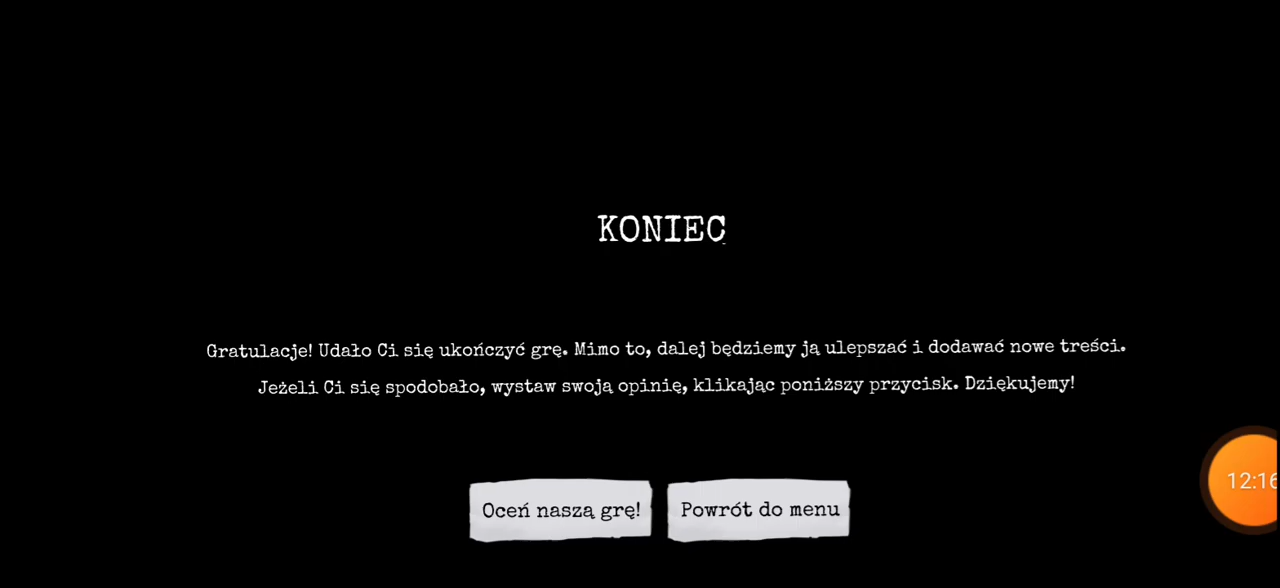 KONIEC
Gratulacje! Udało Ci się ukończyć grę. Mimo to, dalej będziemy ją ulepszać i dodawać nowe treści.
Jeżeli Ci się spodobało, wystaw swoją opinię, klikając poniższy przycisk. Dziękujemy!
Oceń naszą grę!
Powrót do menu
12:16